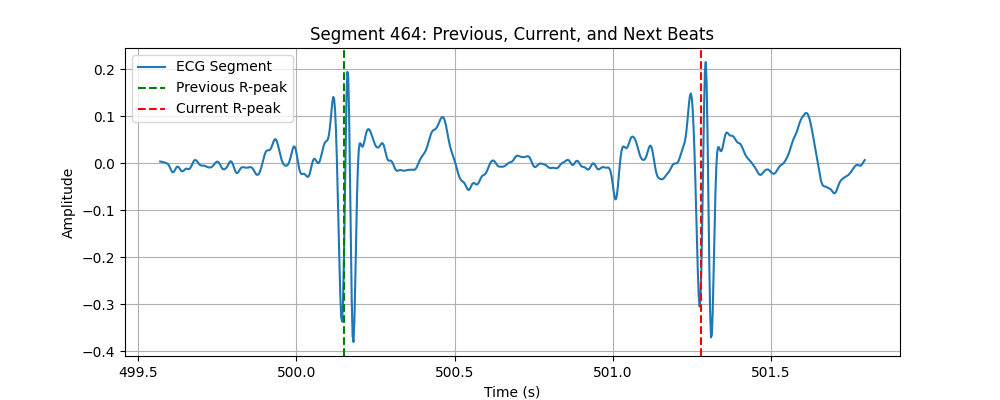 Segment 464: Previous, Current, and Next Beats
ECG Segment
Previous R-peak
Current R-peak
Amplitude
0.2
0.1
0.0
−0.1
−0.2
−0.3
−0.4
499.5 500.0 500.5 501.0 501.5
Time (s)